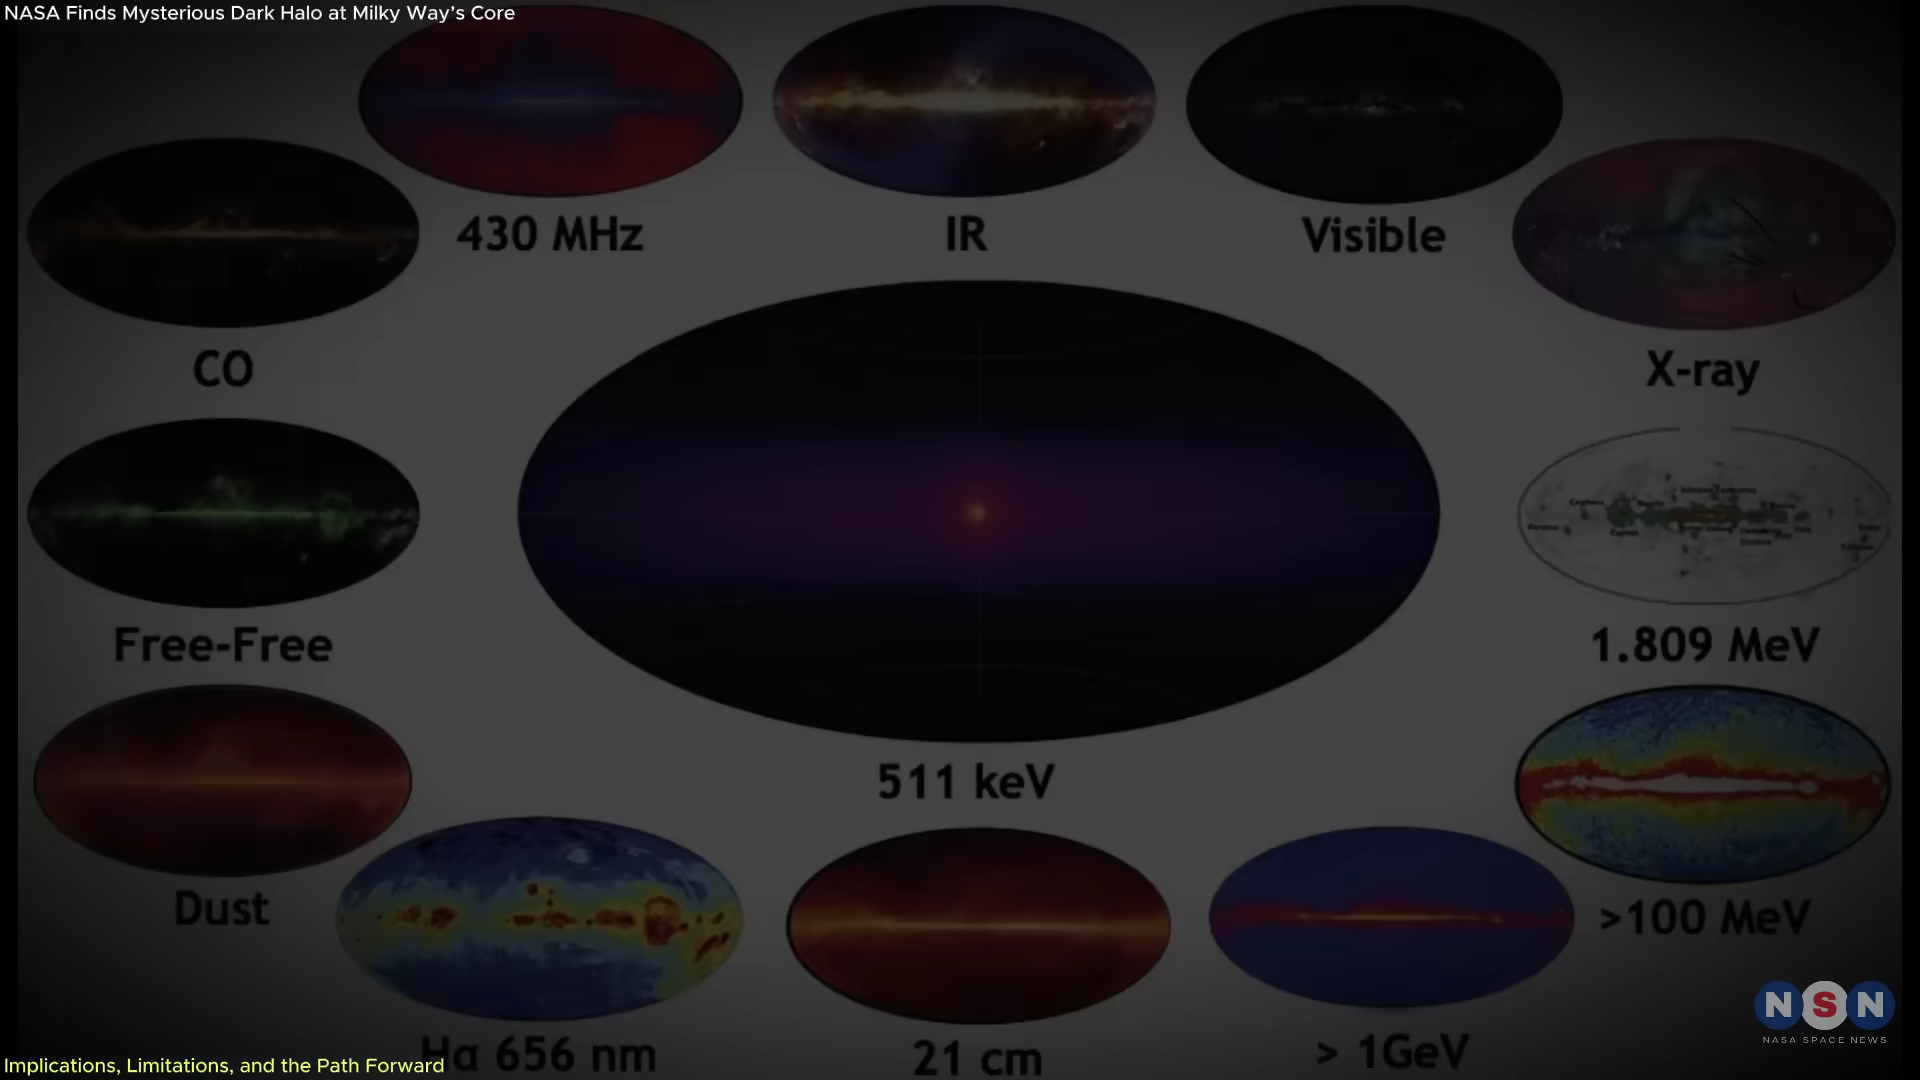 NASA Finds Mysterious Dark Halo at Milky Way’s Core
430 MHz
IR
Visible
CO
X-ray
511 keV
Free-Free
1.809 MeV
Dust
>100 MeV
Hα 656 nm
21 cm
> 1GeV
NSN
NASA SPACE NEWS
Implications, Limitations, and the Path Forward